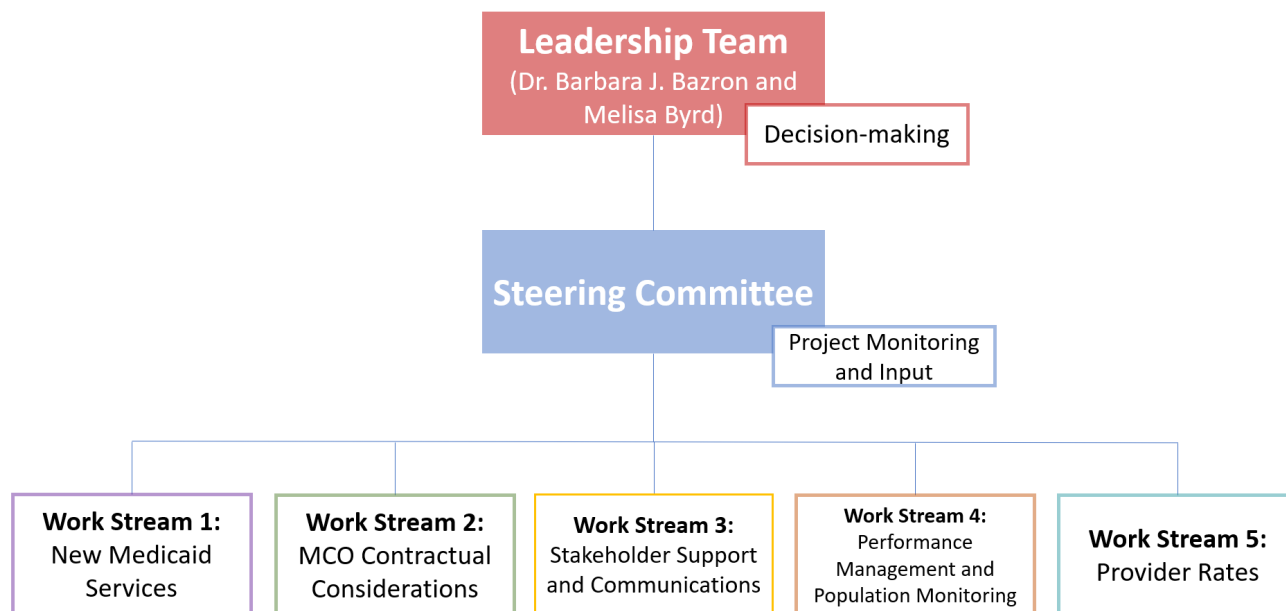 Leadership Team
(Dr. Barbara J. Bazron and
Melisa Byrd)
Decision-making
Steering Committee
Project Monitoring
and Input
Work Stream 1:
New Medicaid
Services
Work Stream 2:
MCO Contractual
Considerations
Work Stream 3:
Stakeholder Support
and Communications
Work Stream 4:
Performance
Management and
Population Monitoring
Work Stream 5:
Provider Rates